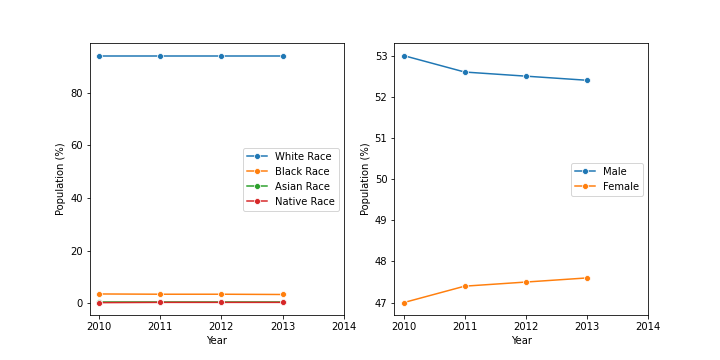 80
60
40
20
0
Population (%)
2010 2011 2012 2013 2014
Year
White Race
Black Race
Asian Race
Native Race
53
52
51
50
49
48
47
Population (%)
2010 2011 2012 2013 2014
Year
Male
Female